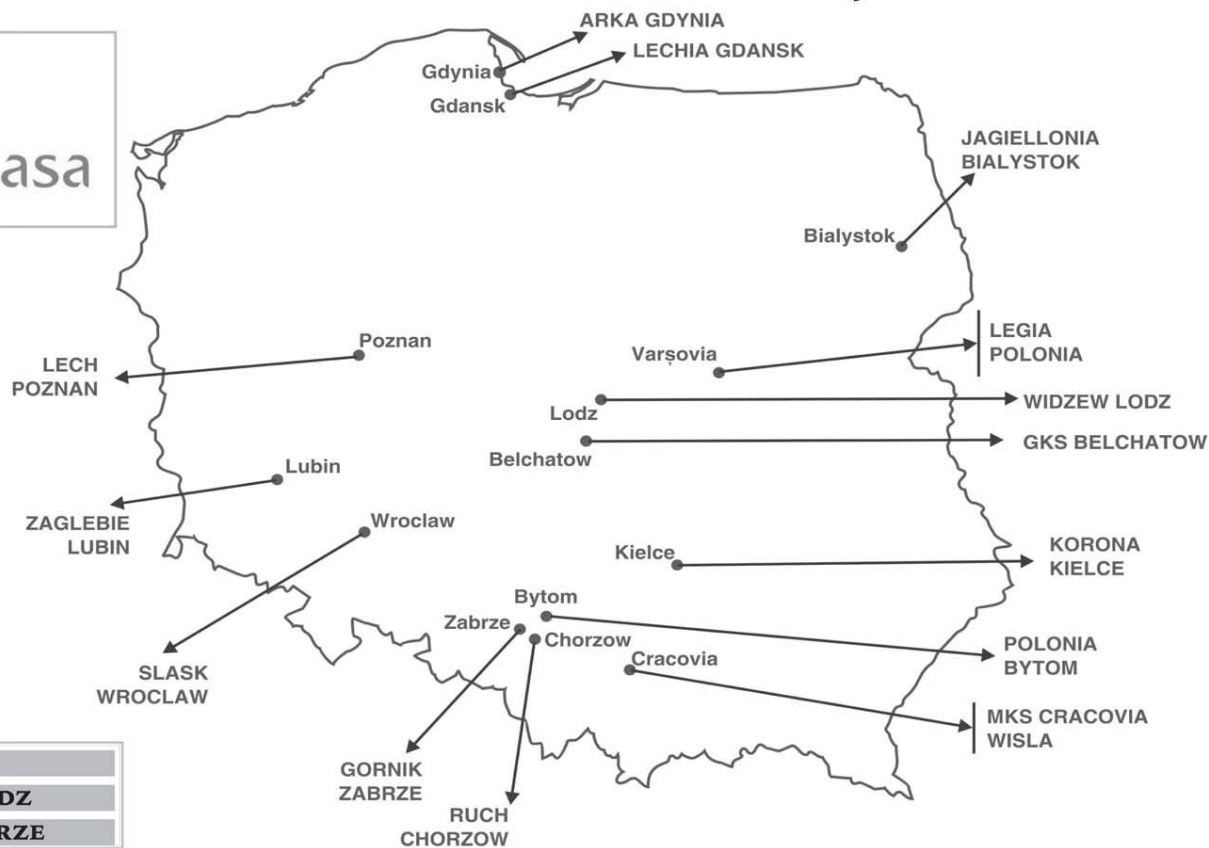 ARKA GDYNIA
LECHIA GDANSK
Gdynia
Gdansk
asa
JAGIELLONIA
BIALYSTOK
Bialystok
Poznan
LECH
POZNAN
Varșovia
LEGIA
POLONIA
Lodz
WIDZEW LODZ
Belchatow
GKS BELCHATOW
Lubin
ZAGLEBIE
LUBIN
Wroclaw
SLASK
WROCLAW
Kielce
KORONA
KIELCE
Bytom
POLONIA
BYTOM
Zabrze
Chorzow
Cracovia
MKS CRACOVIA
WISLA
GORNIK
ZABRZE
RUCH
CHORZOW
DZ
RZE